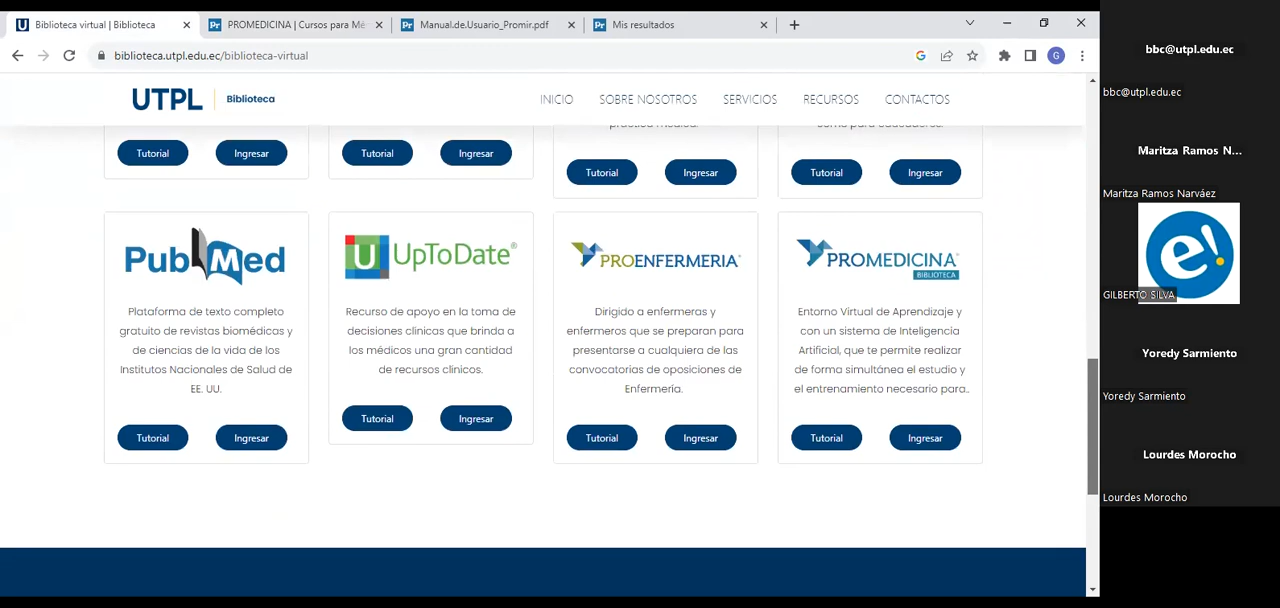 Biblioteca virtual | Biblioteca
PROMEDICINA | Cursos para Mé
Manual.de.Usuario_Promir.pdf
Mis resultados
biblioteca.utpl.edu.ec/biblioteca-virtual
G
UTPL | Biblioteca
INICIO SOBRE NOSOTROS SERVICIOS RECURSOS CONTACTOS
práctica médica.
Tutorial Ingresar
Tutorial Ingresar
Tutorial Ingresar
Tutorial Ingresar
PubMed
Plataforma de texto completo
gratuito de revistas biomédicas y
de ciencias de la vida de los
Institutos Nacionales de Salud de
EE. UU.
Tutorial Ingresar
UpToDate®
Recurso de apoyo en la toma de
decisiones clínicas que brinda a
los médicos una gran cantidad
de recursos clínicos.
Tutorial Ingresar
PROENFERMERIA
Dirigido a enfermeras y
enfermeros que se preparan para
presentarse a cualquiera de las
convocatorias de oposiciones de
Enfermería.
Tutorial Ingresar
PROMEDICINA
BIBLIOTECA
Entorno Virtual de Aprendizaje y
con un sistema de Inteligencia
Artificial, que te permite realizar
de forma simultánea el estudio y
el entrenamiento necesario para..
Tutorial Ingresar
bbc@utpl.edu.ec
bbc@utpl.edu.ec
Maritza Ramos N...
Maritza Ramos Narváez
e!
GILBERTO SILVA
Yoredy Sarmiento
Yoredy Sarmiento
Lourdes Morocho
Lourdes Morocho